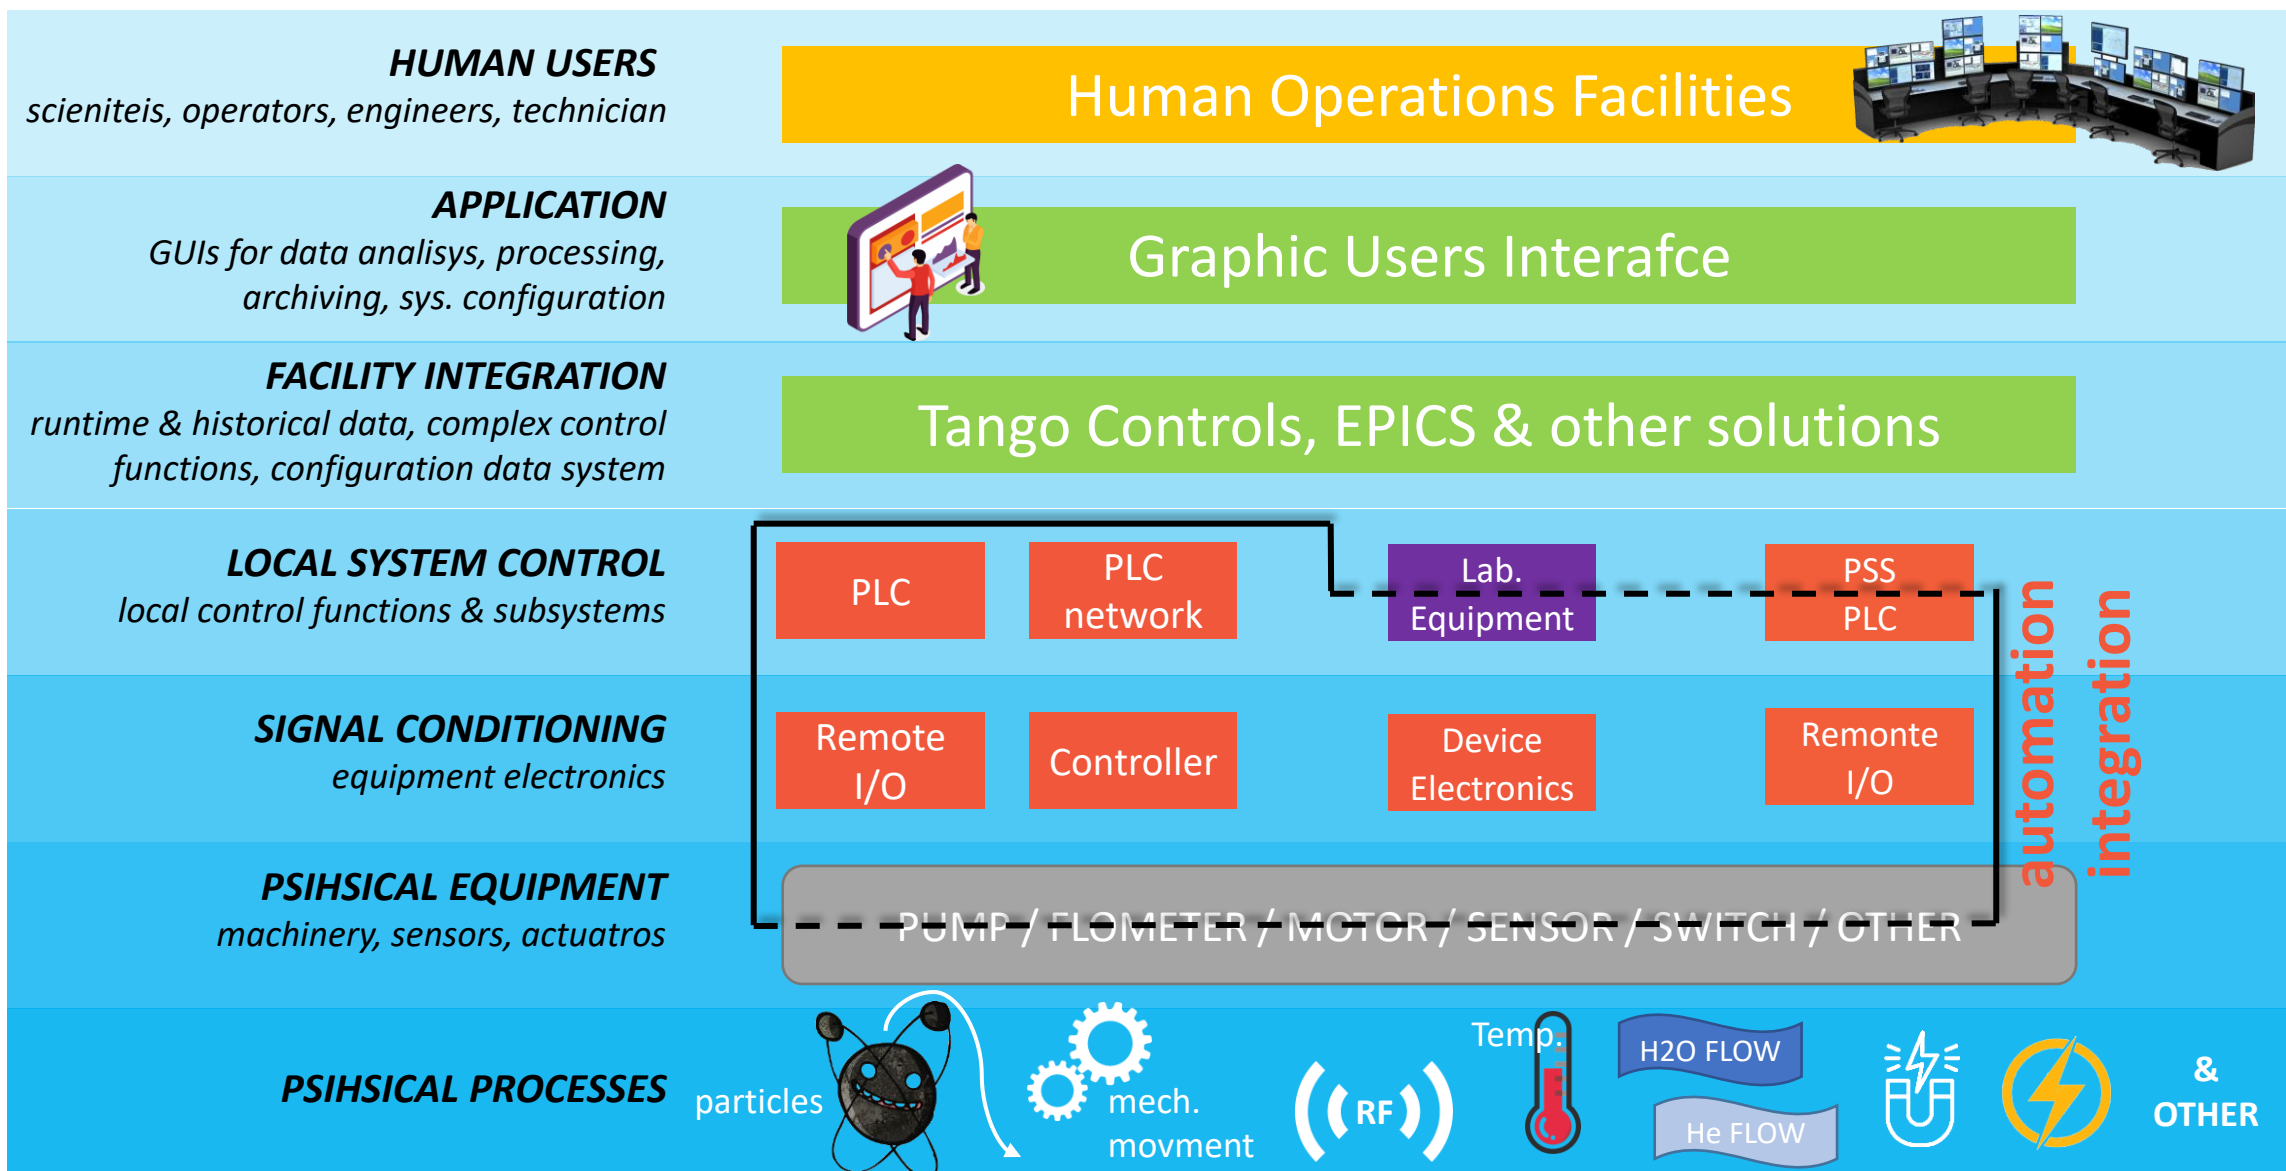 HUMAN USERS
scieniteis, operators, engineers, technician
Human Operations Facilities
APPLICATION
GUIs for data analisys, processing,
archiving, sys. configuration
Graphic Users Interafce
FACILITY INTEGRATION
runtime & historical data, complex control
functions, configuration data system
Tango Controls, EPICS & other solutions
LOCAL SYSTEM CONTROL
local control functions & subsystems
PLC
PLC
network
Lab.
Equipment
PSS
PLC
SIGNAL CONDITIONING
equipment electronics
Remote
I/O
Controller
Device
Electronics
Remonte
I/O
automation
integration
PSIHSICAL EQUIPMENT
machinery, sensors, actuatros
PUMP / FLOMETER / MOTOR / SENSOR / SWITCH / OTHER
PSIHSICAL PROCESSES
particles
mech.
movment
RF
Temp.
H2O FLOW
He FLOW
&
OTHER